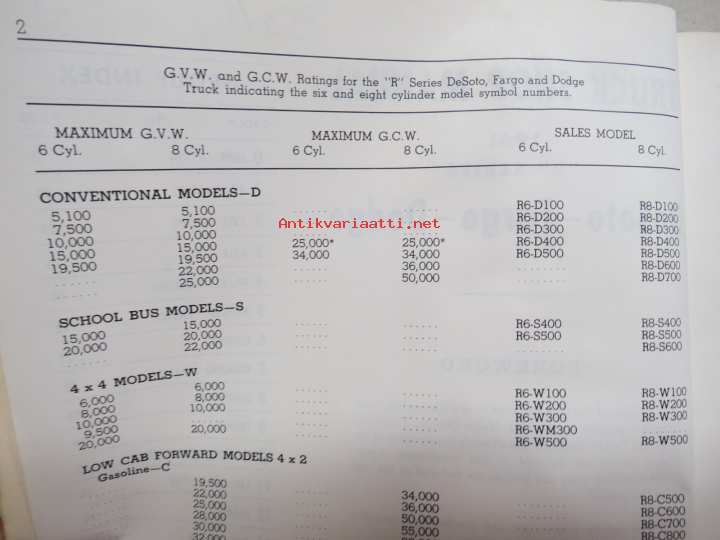 2
G.V.W. and G.C.W. Ratings for the "R" Series DeSoto, Fargo and Dodge
Truck indicating the six and eight cylinder model symbol numbers.
MAXIMUM G.V.W. MAXIMUM G.C.W. SALES MODEL
6 Cyl. 8 Cyl. 6 Cyl. 8 Cyl. 6 Cyl. 8 Cyl.
CONVENTIONAL MODELS—D
5,100 5,100 ...... ...... R6-D100 R8-D100
7,500 7,500 ...... ...... R6-D200 R8-D200
10,000 10,000 ...... ...... R6-D300 R8-D300
15,000 15,000 25,000* 25,000* R6-D400 R8-D400
19,500 19,500 34,000 34,000 R6-D500 R8-D500
...... 22,000 ...... 36,000 ........ R8-D600
...... 25,000 ...... 50,000 ........ R8-D700
Antikvariaatti.net
SCHOOL BUS MODELS—S
15,000 15,000 ...... ...... R6-S400 R8-S400
20,000 20,000 ...... ...... R6-S500 R8-S500
...... 22,000 ...... ...... ........ R8-S600
4 x 4 MODELS—W
6,000 6,000 ...... ...... R6-W100 R8-W100
8,000 8,000 ...... ...... R6-W200 R8-W200
10,000 10,000 ...... ...... R6-W300 R8-W300
9,500 ...... ...... ...... R6-WM300 ........
20,000 20,000 ...... ...... R6-W500 R8-W500
LOW CAB FORWARD MODELS 4 x 2
Gasoline—C
...... 19,500 ...... 34,000 ........ R8-C500
...... 22,000 ...... 36,000 ........ R8-C600
...... 25,000 ...... 50,000 ........ R8-C700
...... 28,000 ...... 55,000 ........ R8-C800
30,000
32,000